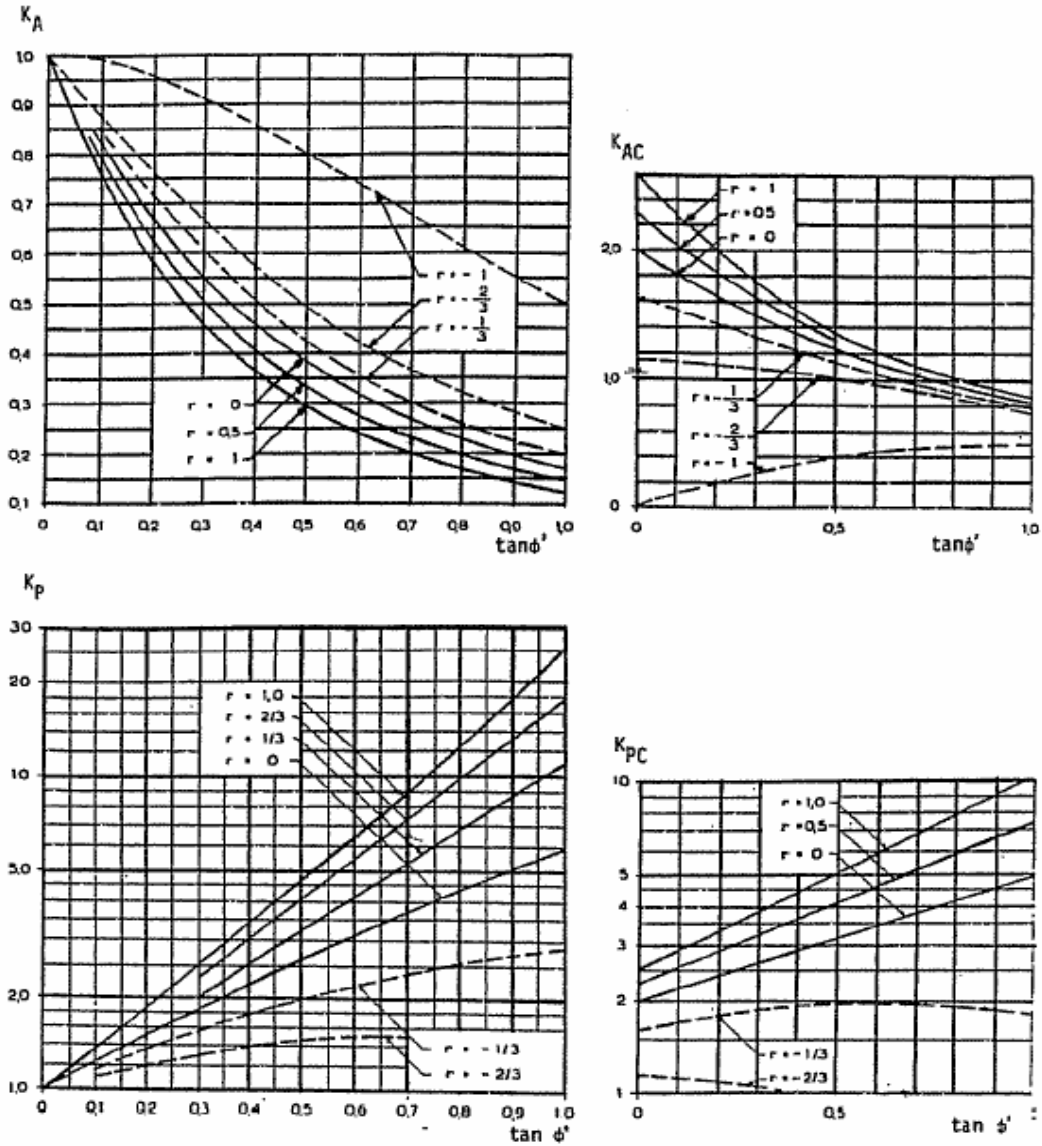 K_A
1,0
0,9
0,8
0,7
0,6
0,5
0,4
0,3
0,2
0,1
r = -1
r = -2/3
r = -1/3
r = 0
r = 0,5
r = 1
0 0,1 0,2 0,3 0,4 0,5 0,6 0,7 0,8 0,9 1,0
tanϕ'
K_AC
2,0
1,0
0
r = 1
r = 0,5
r = 0
r = -1/3
r = -2/3
r = -1
0 0,5 1,0
tanϕ'
K_P
30
20
10
5,0
2,0
1,0
r = 1,0
r = 2/3
r = 1/3
r = 0
r = -1/3
r = -2/3
0 0,1 0,2 0,3 0,4 0,5 0,6 0,7 0,8 0,9 1,0
tan ϕ'
K_PC
10
5
4
3
2
1
r = 1,0
r = 0,5
r = 0
r = -1/3
r = -2/3
0 0,5
tan ϕ'